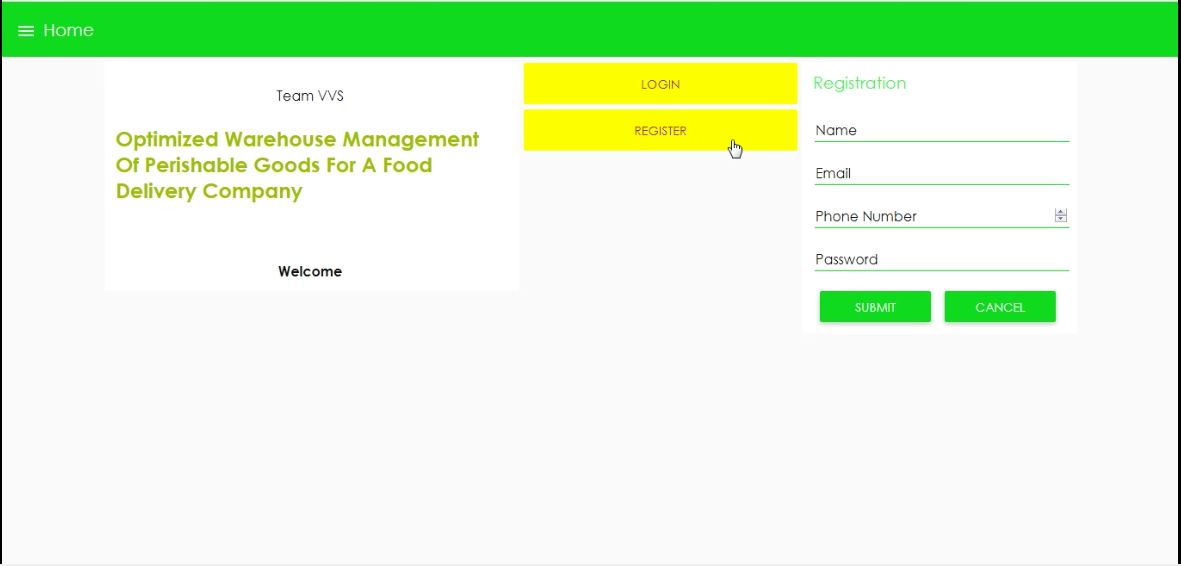 Home
Team VVS
Optimized Warehouse Management
Of Perishable Goods For A Food
Delivery Company
Welcome
LOGIN
REGISTER
Registration
Name
Email
Phone Number
Password
SUBMIT
CANCEL